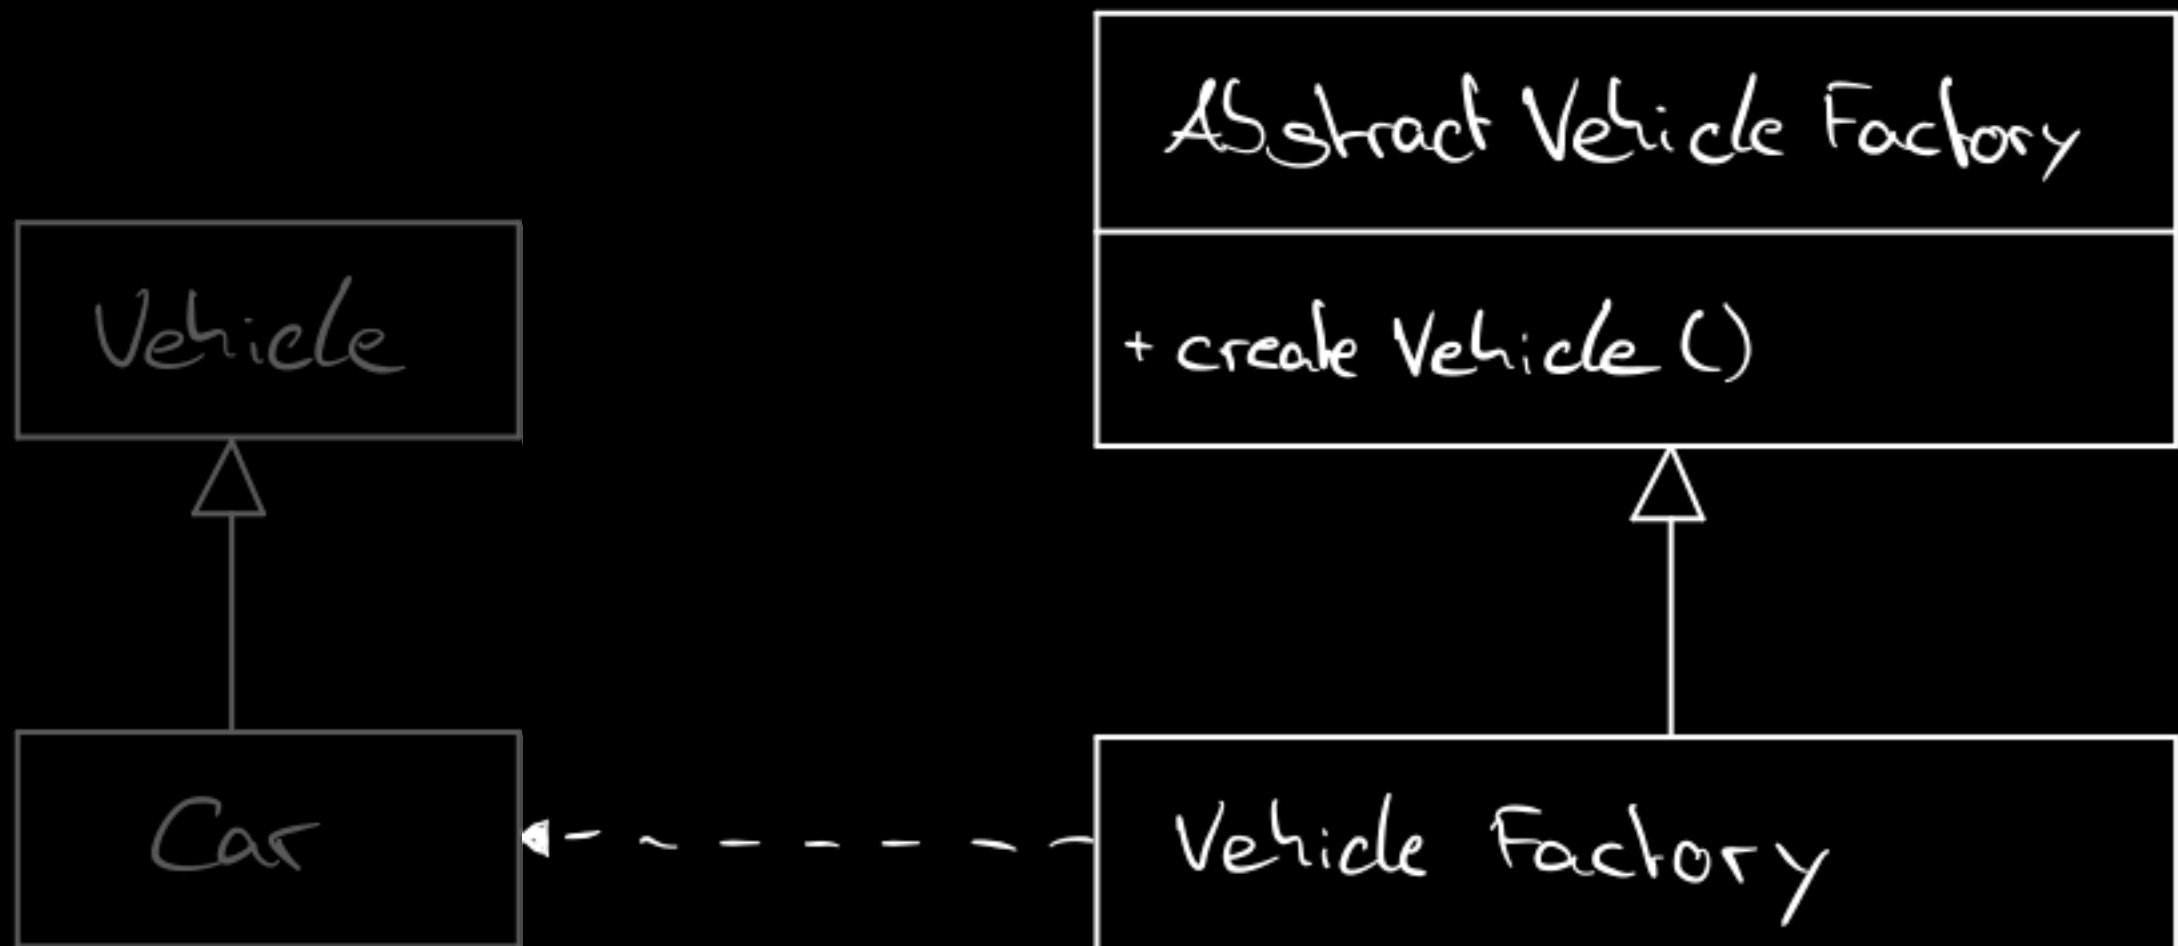 Abstract Vehicle Factory
Vehicle
+ create Vehicle ()
Car
Vehicle Factory